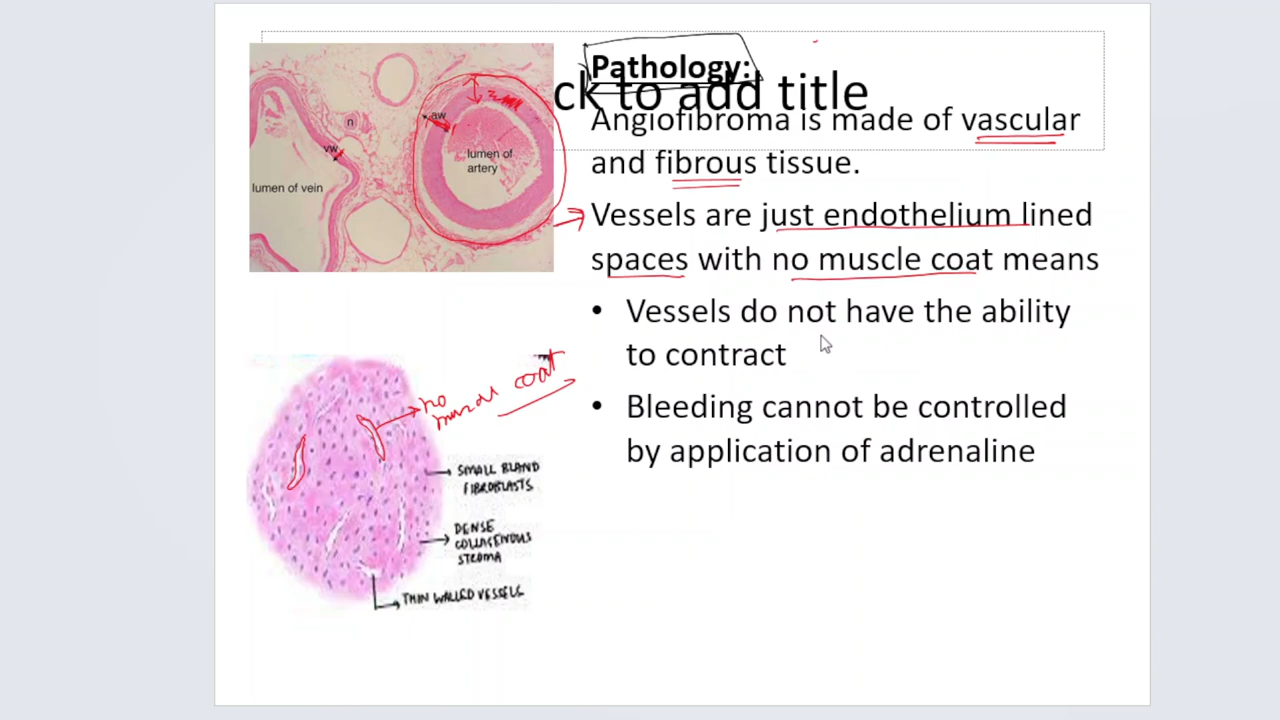 Pathology:
ck to add title
Angiofibroma is made of vascular
and fibrous tissue.
Vessels are just endothelium lined
spaces with no muscle coat means
• Vessels do not have the ability
to contract
• Bleeding cannot be controlled
by application of adrenaline
aw
n
vw
lumen of
artery
lumen of vein
no
muscle coat
SMALL BLAND
FIBROBLASTS
DENSE
COLLAGENOUS
STROMA
THIN WALLED VESSELS